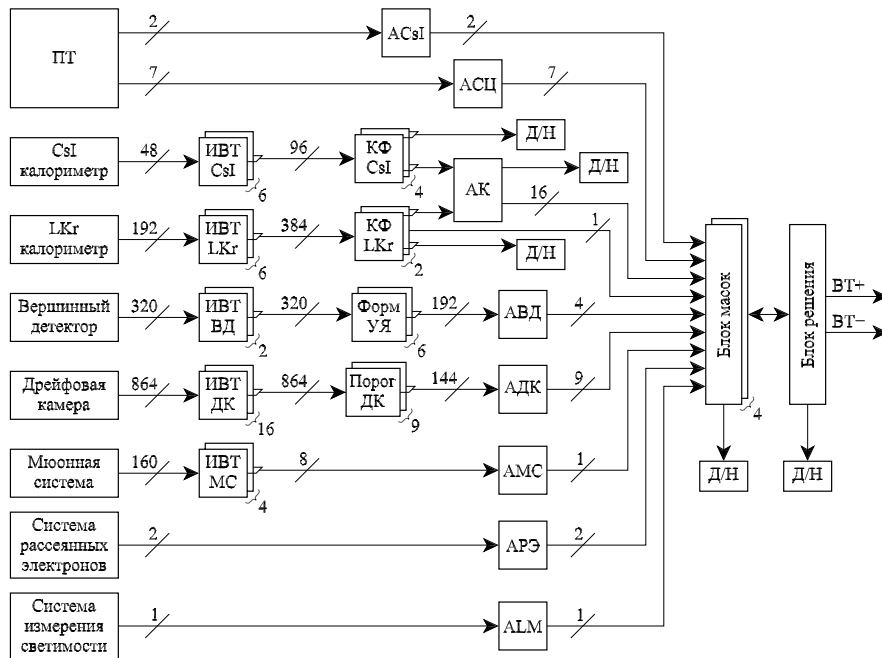 ПТ
2
ACsI
2
7
АСЦ
7
CsI
калориметр
48
ИВТ
CsI
6
96
КФ
CsI
4
Д/Н
АК
Д/Н
16
LKr
калориметр
192
ИВТ
LKr
6
384
КФ
LKr
2
1
Д/Н
Вершинный
детектор
320
ИВТ
ВД
2
320
Форм
УЯ
6
192
АВД
4
Дрейфовая
камера
864
ИВТ
ДК
16
864
Порог
ДК
9
144
АДК
9
Мюонная
система
160
ИВТ
МС
4
8
АМС
1
Система
рассеянных
электронов
2
АРЭ
2
Система
измерения
светимости
1
ALM
1
Блок масок
4
Д/Н
Блок решения
Д/Н
ВТ+
ВТ−